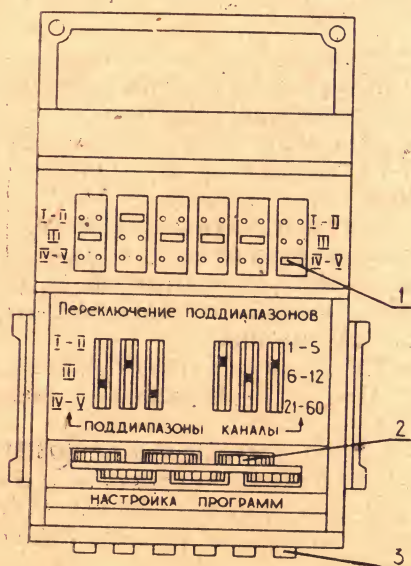 I-II I-II
III III
IV-V IV-V
1
Переключение ПОДДИАПАЗОНОВ
I-II 1-5
III 6-12
IV-V 21-60
ПОДДИАПАЗОНЫ КАНАЛЫ
2
НАСТРОЙКА ПРОГРАММ
3